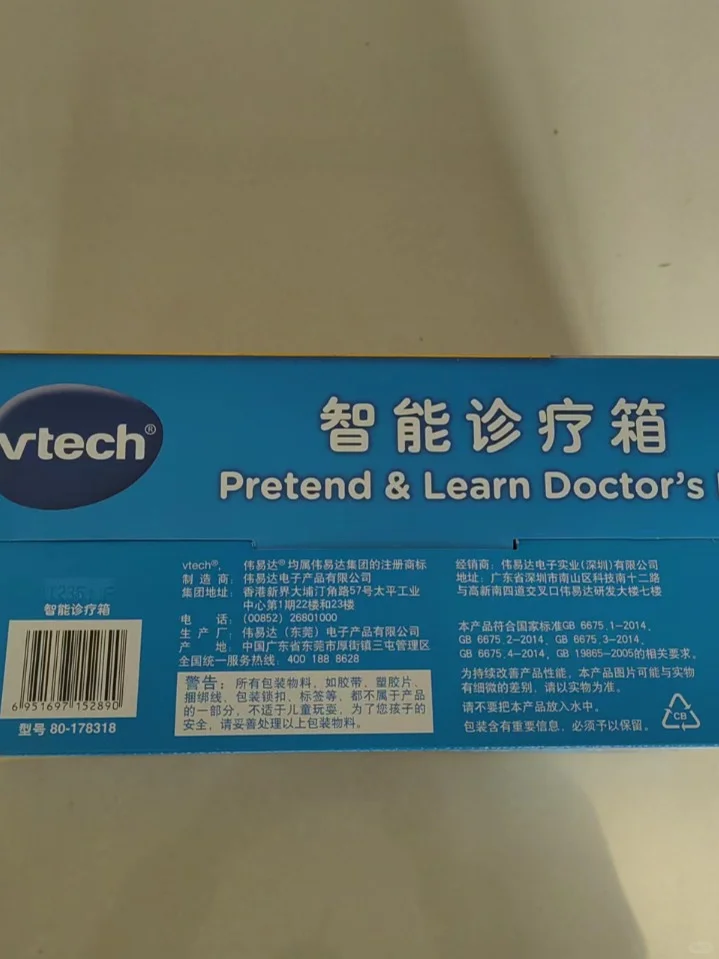 vtech®
智能诊疗箱
Pretend & Learn Doctor's
智能诊疗箱
6 951697 152890
型号 80-178318
vtech®, 伟易达®均属伟易达集团的注册商标
制造商: 伟易达电子产品有限公司
集团地址: 香港新界大埔汀角路57号太平工业
中心第1期22楼和23楼
电话: (00852) 26801000
生产厂: 伟易达(东莞)电子产品有限公司
产地: 中国广东省东莞市厚街镇三屯管理区
全国统一服务热线: 400 188 8628
警告: 所有包装物料, 如胶带, 塑胶片,
捆绑线, 包装锁扣, 标签等, 都不属于产品
的一部分, 不适于儿童玩耍, 为了您孩子的
安全, 请妥善处理以上包装物料。
经销商: 伟易达电子实业(深圳)有限公司
地址: 广东省深圳市南山区科技南十二路
与高新南四道交叉口伟易达研发大楼七楼
本产品符合国家标准GB 6675.1-2014,
GB 6675.2-2014, GB 6675.3-2014,
GB 6675.4-2014, GB 19865-2005的相关要求。
为持续改善产品性能, 本产品图片可能与实物
有细微的差别, 请以实物为准。
请不要把本产品放入水中。
包装含有重要信息, 必须予以保留。
CB